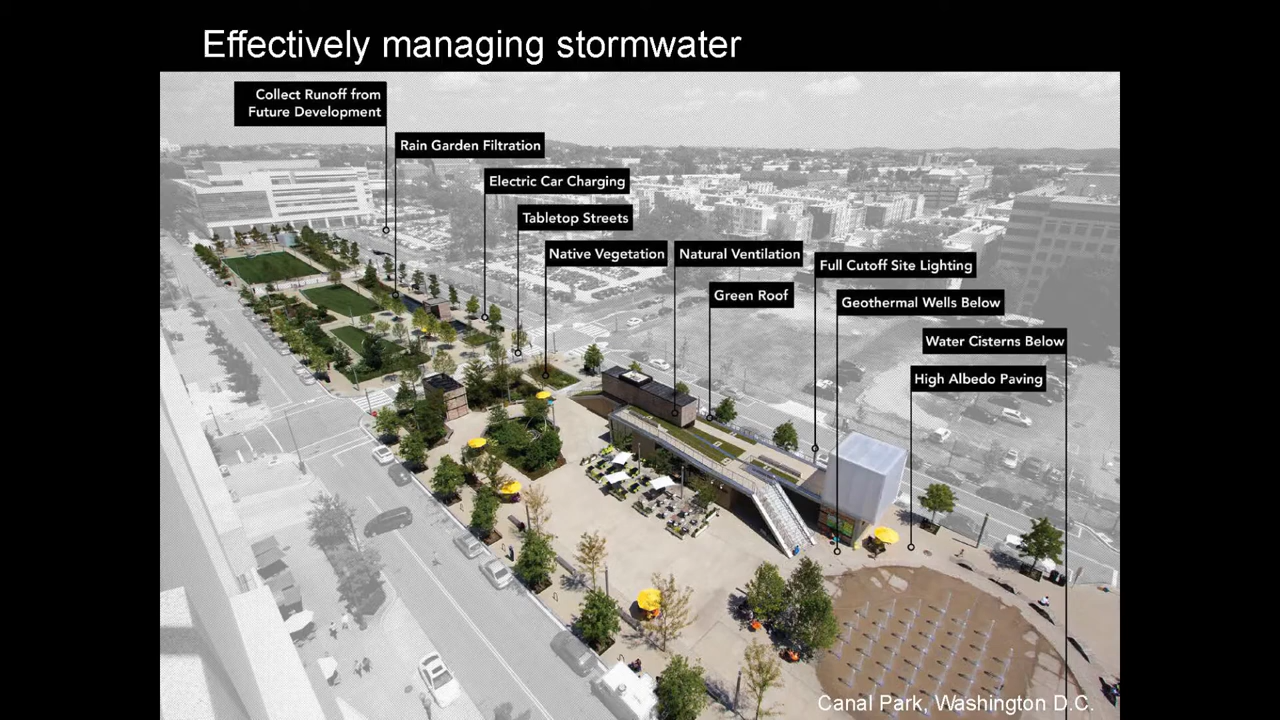 Effectively managing stormwater
Collect Runoff from
Future Development
Rain Garden Filtration
Electric Car Charging
Tabletop Streets
Native Vegetation
Natural Ventilation
Full Cutoff Site Lighting
Green Roof
Geothermal Wells Below
Water Cisterns Below
High Albedo Paving
Canal Park, Washington D.C.